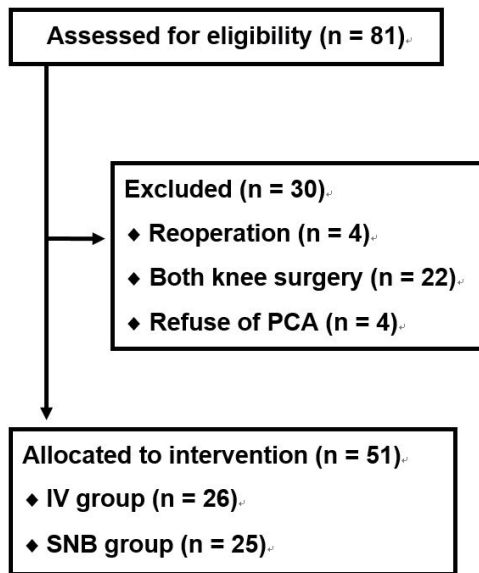 Assessed for eligibility (n = 81)
Excluded (n = 30)
◆ Reoperation (n = 4)
◆ Both knee surgery (n = 22)
◆ Refuse of PCA (n = 4)
Allocated to intervention (n = 51)
◆ IV group (n = 26)
◆ SNB group (n = 25)